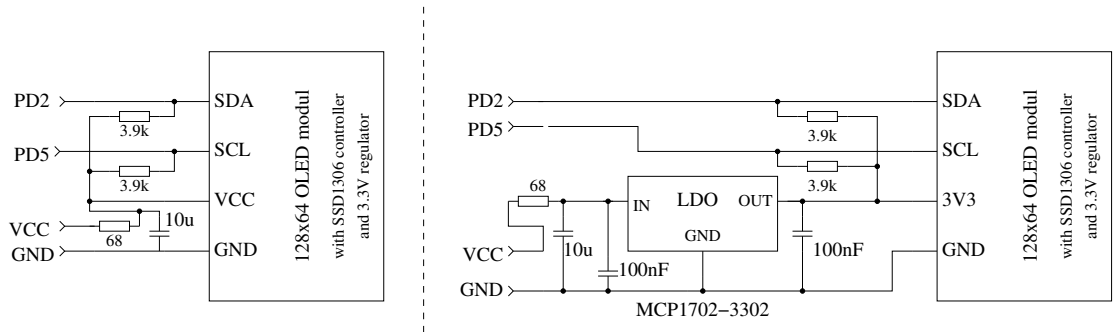 PD2
SDA
3.9k
PD5
SCL
3.9k
VCC
VCC
68
10u
GND
GND
128x64 OLED modul
with SSD1306 controller
and 3.3V regulator
PD2
SDA
PD5
3.9k
SCL
3.9k
68
IN
LDO
OUT
3V3
GND
VCC
10u
100nF
100nF
GND
GND
MCP1702-3302
128x64 OLED modul
with SSD1306 controller
and 3.3V regulator